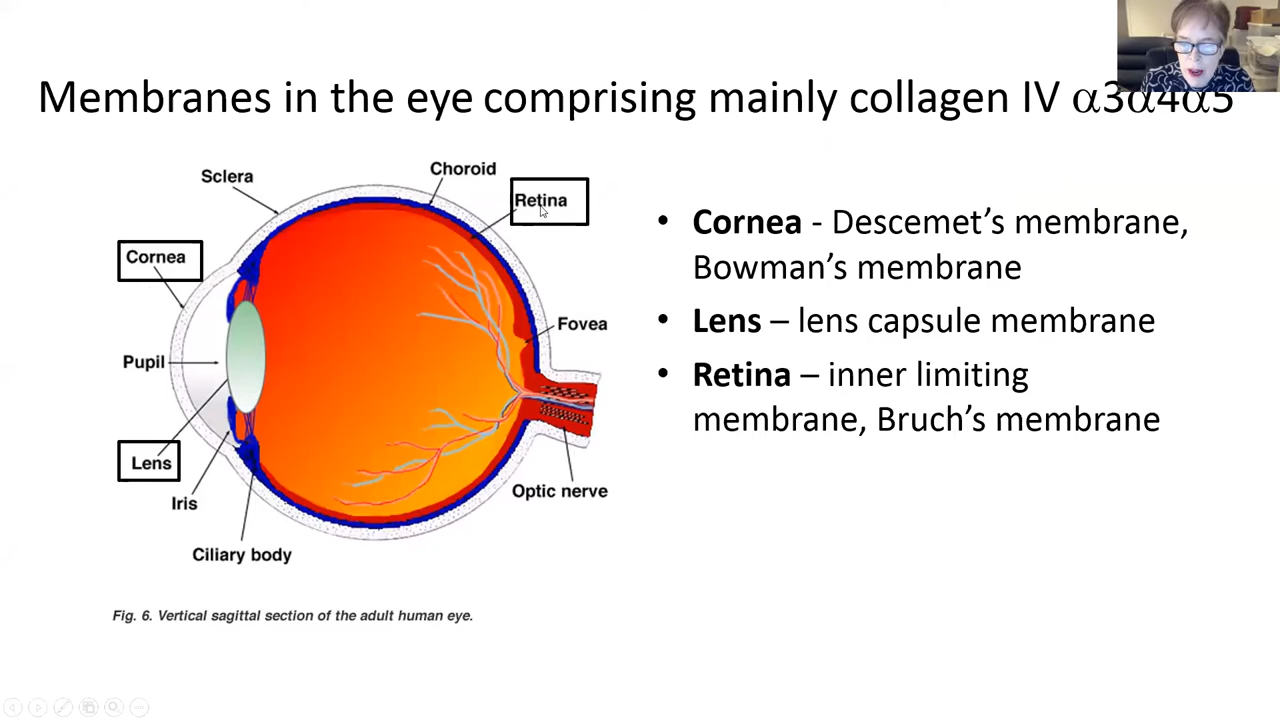 Membranes in the eye comprising mainly collagen IV α3α4α5
Sclera
Choroid
Retina
Cornea
Fovea
Pupil
Lens
Iris
Optic nerve
Ciliary body
Fig. 6. Vertical sagittal section of the adult human eye.
• Cornea - Descemet’s membrane,
Bowman’s membrane
• Lens – lens capsule membrane
• Retina – inner limiting
membrane, Bruch’s membrane